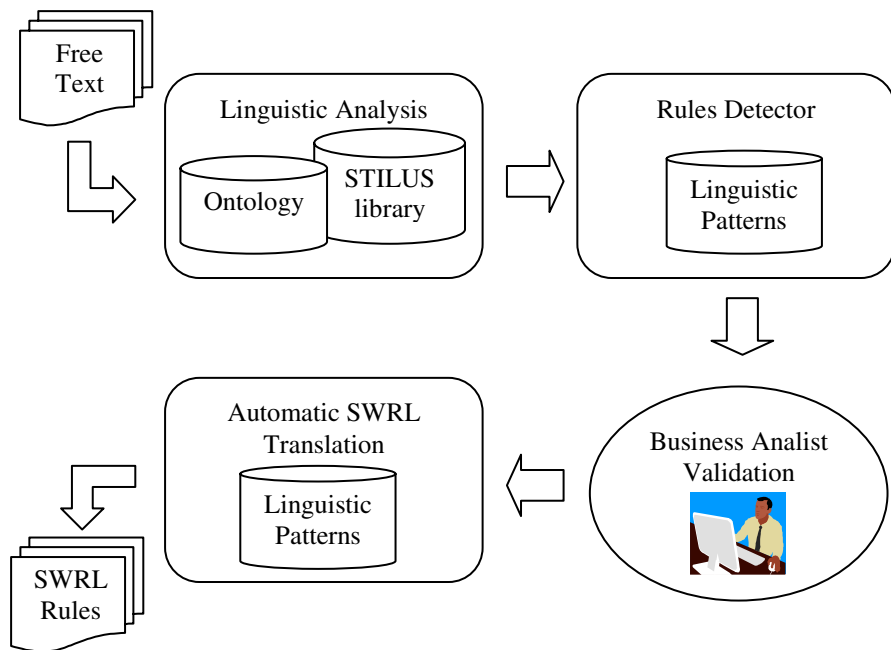 Free
Text
Linguistic Analysis
Ontology
STILUS
library
Rules Detector
Linguistic
Patterns
Business Analist
Validation
Automatic SWRL
Translation
Linguistic
Patterns
SWRL
Rules